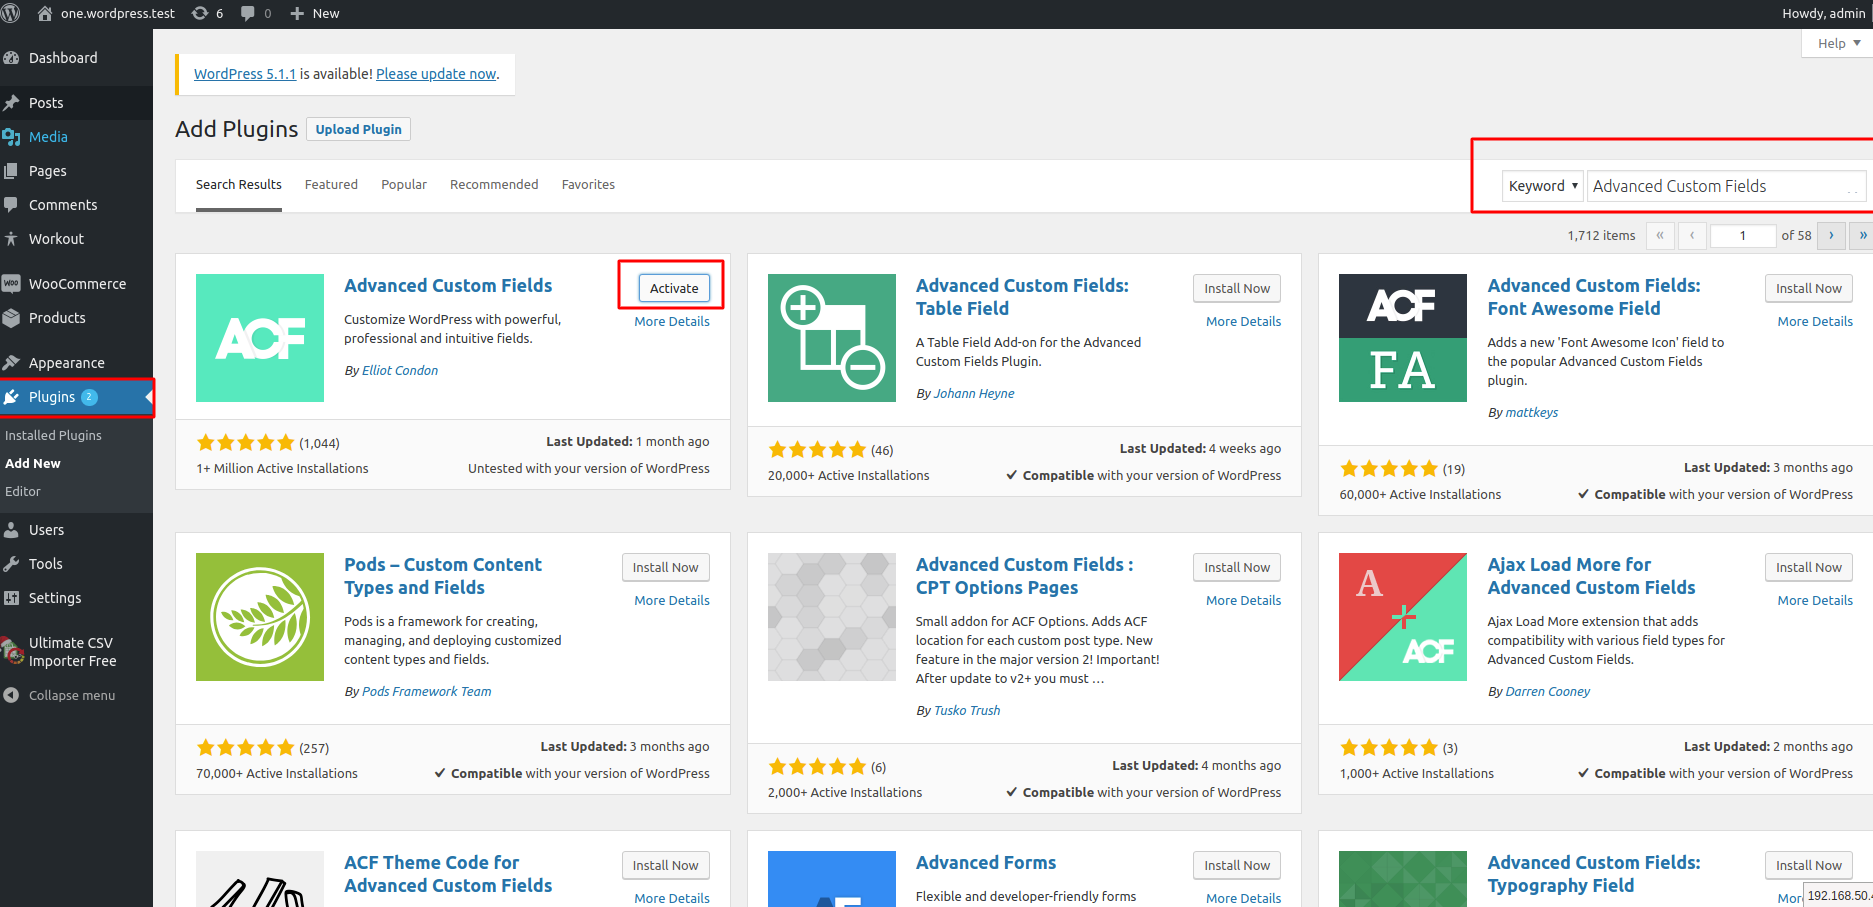 one.wordpress.test 6 0 New Howdy, admin
Help
Dashboard
Posts
Media
Pages
Comments
Workout
WooCommerce
Products
Appearance
Plugins 2
Installed Plugins
Add New
Editor
Users
Tools
Settings
Ultimate CSV
Importer Free
Collapse menu
WordPress 5.1.1 is available! Please update now.
Add Plugins Upload Plugin
Search Results Featured Popular Recommended Favorites
Keyword Advanced Custom Fields
1,712 items « ‹ 1 of 58 › »
ACF
Advanced Custom Fields
Activate
More Details
Customize WordPress with powerful,
professional and intuitive fields.
By Elliot Condon
(1,044)
Last Updated: 1 month ago
1+ Million Active Installations
Untested with your version of WordPress
Advanced Custom Fields:
Table Field
Install Now
More Details
A Table Field Add-on for the Advanced
Custom Fields Plugin.
By Johann Heyne
(46)
Last Updated: 4 weeks ago
20,000+ Active Installations
Compatible with your version of WordPress
ACF
FA
Advanced Custom Fields:
Font Awesome Field
Install Now
More Details
Adds a new 'Font Awesome Icon' field to
the popular Advanced Custom Fields
plugin.
By mattkeys
(19)
Last Updated: 3 months ago
60,000+ Active Installations
Compatible with your version of WordPress
Pods – Custom Content
Types and Fields
Install Now
More Details
Pods is a framework for creating,
managing, and deploying customized
content types and fields.
By Pods Framework Team
(257)
Last Updated: 3 months ago
70,000+ Active Installations
Compatible with your version of WordPress
Advanced Custom Fields :
CPT Options Pages
Install Now
More Details
Small addon for ACF Options. Adds ACF
location for each custom post type. New
feature in the major version 2! Important!
After update to v2+ you must …
By Tusko Trush
(6)
Last Updated: 4 months ago
2,000+ Active Installations
Compatible with your version of WordPress
A
+
ACF
Ajax Load More for
Advanced Custom Fields
Install Now
More Details
Ajax Load More extension that adds
compatibility with various field types for
Advanced Custom Fields.
By Darren Cooney
(3)
Last Updated: 2 months ago
1,000+ Active Installations
Compatible with your version of WordPress
ACF Theme Code for
Advanced Custom Fields
Install Now
More Details
Advanced Forms
Install Now
More Details
Flexible and developer-friendly forms
Advanced Custom Fields:
Typography Field
Install Now
192.168.50.